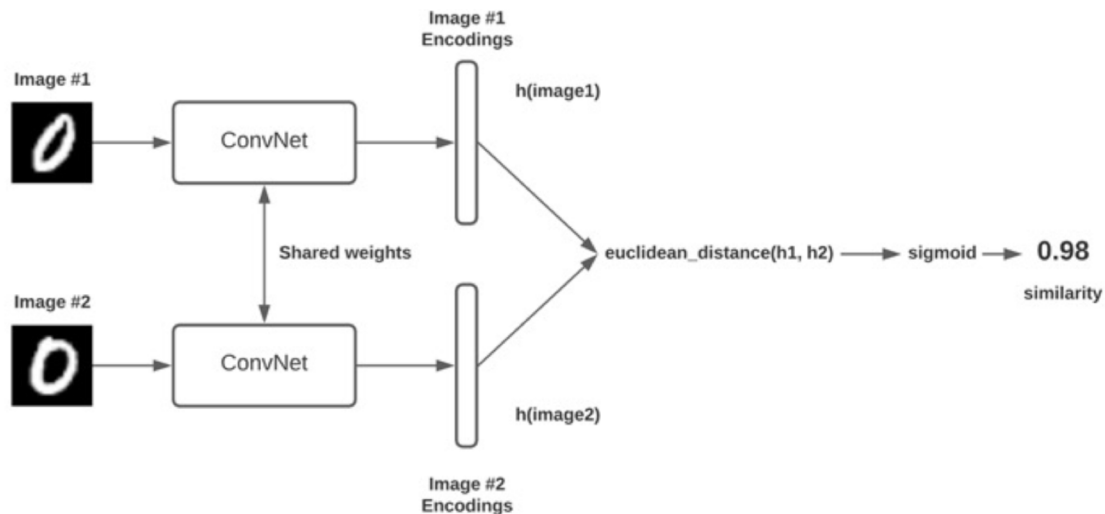 Image #1
Encodings
Image #1
h(image1)
ConvNet
Shared weights
euclidean_distance(h1, h2)
sigmoid
0.98
similarity
Image #2
ConvNet
h(image2)
Image #2
Encodings